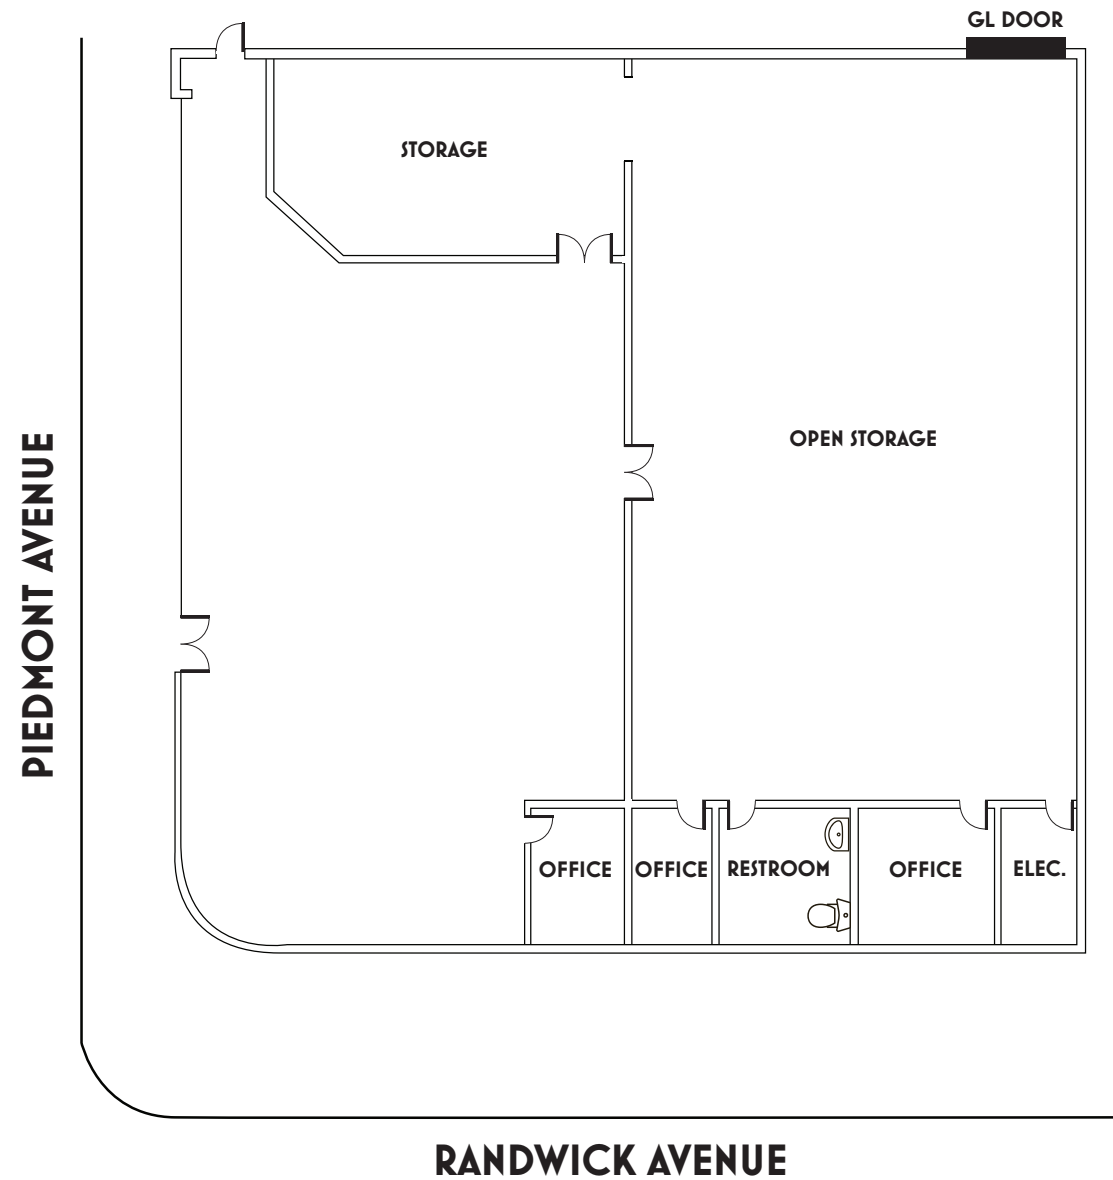 GL DOOR
STORAGE
OPEN STORAGE
PIEDMONT AVENUE
OFFICE
OFFICE
RESTROOM
OFFICE
ELEC.
RANDWICK AVENUE